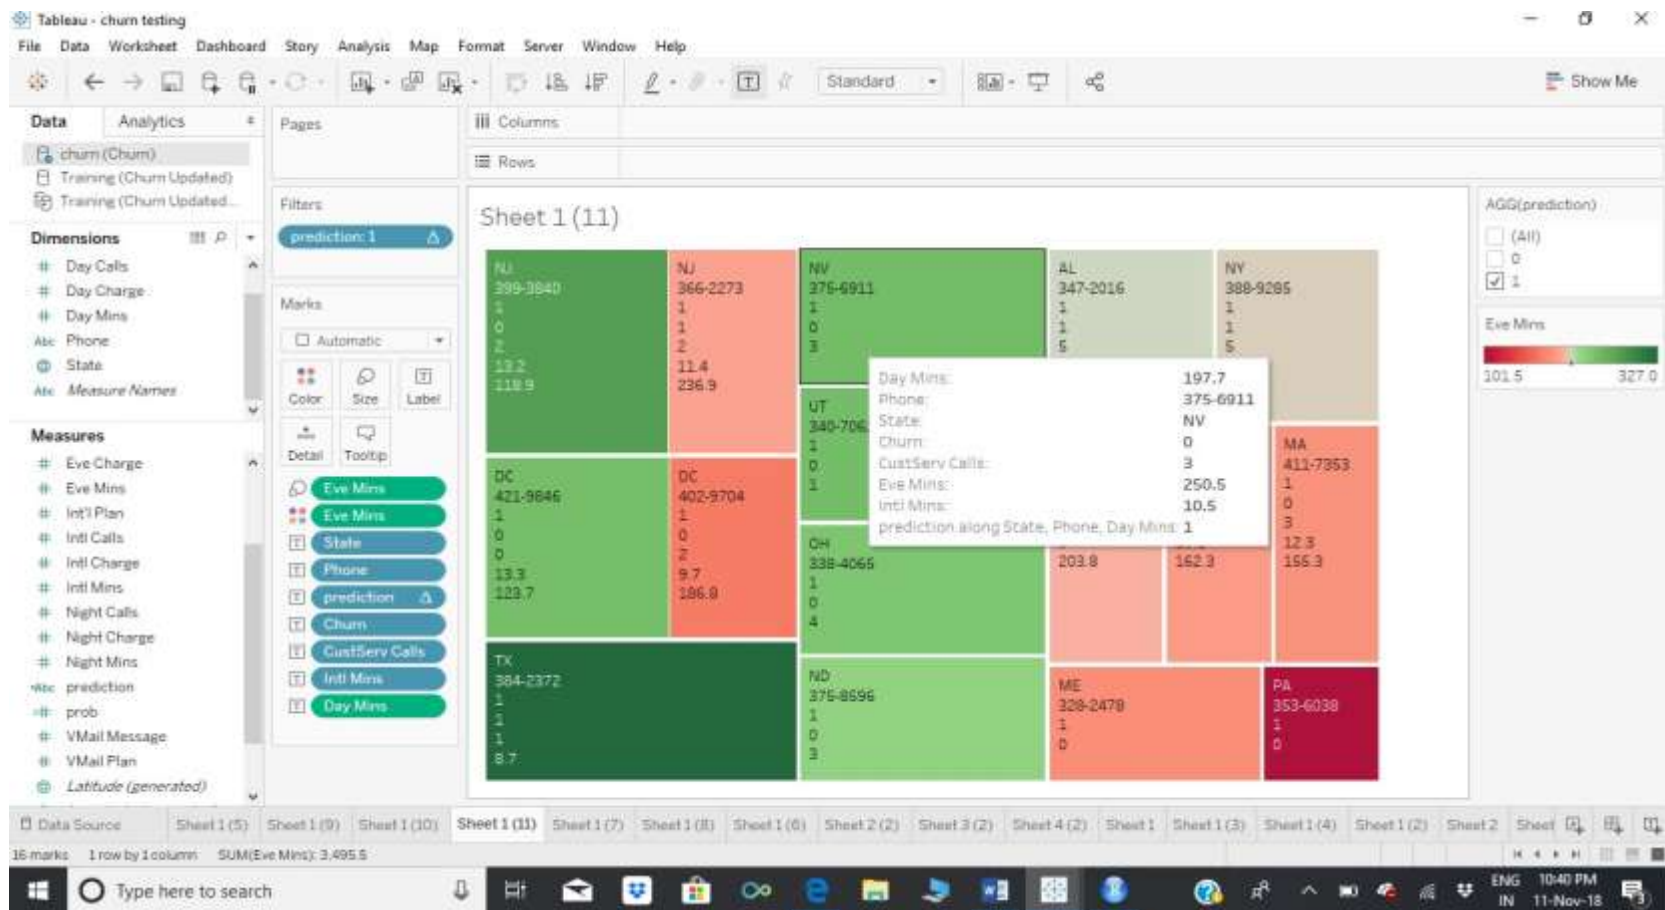 Tableau - churn testing
File Data Worksheet Dashboard Story Analysis Map Format Server Window Help
Standard
Show Me
Data Analytics
churn (Churn)
Training (Churn Updated)
Training (Churn Updated...
Dimensions
Day Calls
Day Charge
Day Mins
Abc Phone
State
Abc Measure Names
Measures
# Eve Charge
# Eve Mins
# Int'l Plan
# Intl Calls
# Intl Charge
# Intl Mins
# Night Calls
# Night Charge
# Night Mins
Abc prediction
# prob
# VMail Message
# VMail Plan
Latitude (generated)
Pages
Filters
prediction: 1
Marks
Automatic
Color Size Label
Detail Tooltip
Eve Mins
Eve Mins
State
Phone
prediction
Churn
CustServ Calls
Intl Mins
Day Mins
Columns
Rows
Sheet 1 (11)
NJ
399-3840
1
0
2
13.2
118.9
NJ
366-2273
1
1
2
11.4
236.9
NV
375-6911
1
0
3
AL
347-2016
1
1
5
NY
388-9285
1
1
5
DC
421-9846
1
0
0
13.3
123.7
DC
402-9704
1
0
2
9.7
186.8
UT
340-706
1
0
1
Day Mins: 197.7
Phone: 375-6911
State: NV
Churn: 0
CustServ Calls: 3
Eve Mins: 250.5
Intl Mins: 10.5
prediction along State, Phone, Day Mins: 1
MA
411-7353
1
0
3
12.3
155.3
OH
338-4065
1
0
4
203.8
162.3
TX
384-2372
1
1
1
8.7
ND
375-8596
1
0
3
ME
328-2478
1
0
PA
353-6038
1
0
AGG(prediction)
(All)
0
1
Eve Mins
101.5 327.0
Data Source Sheet 1 (5) Sheet 1 (9) Sheet 1 (10) Sheet 1 (11) Sheet 1 (7) Sheet 1 (8) Sheet 1 (6) Sheet 2 (2) Sheet 3 (2) Sheet 4 (2) Sheet 1 Sheet 1 (3) Sheet 1 (4) Sheet 1 (2) Sheet 2 Sheet
16 marks 1 row by 1 column SUM(Eve Mins): 3,495.5
Type here to search
ENG 10:40 PM
IN 11-Nov-18